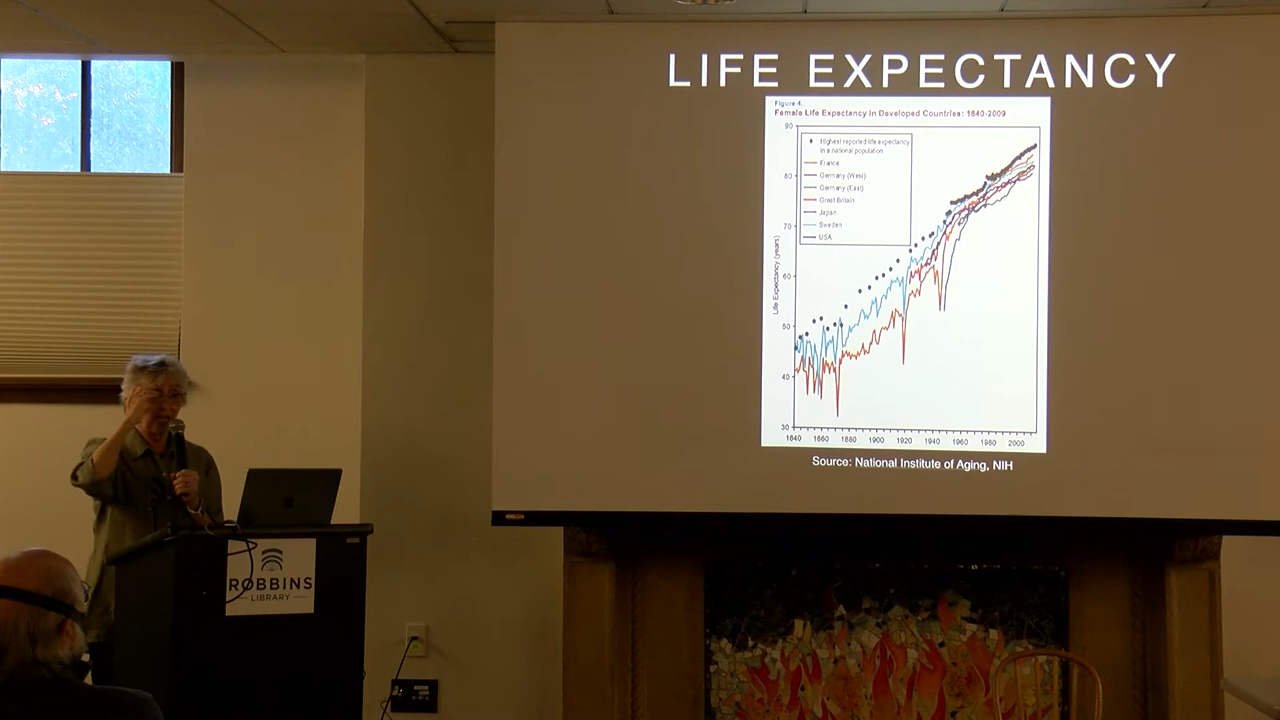 LIFE EXPECTANCY
Figure 4.
Female Life Expectancy in Developed Countries: 1840-2009
Life Expectancy (years)
90
80
70
60
50
40
30
Highest reported life expectancy
in a national population
France
Germany (West)
Germany (East)
Great Britain
Japan
Sweden
USA
1840 1860 1880 1900 1920 1940 1960 1980 2000
Source: National Institute of Aging, NIH
ROBBINS
LIBRARY